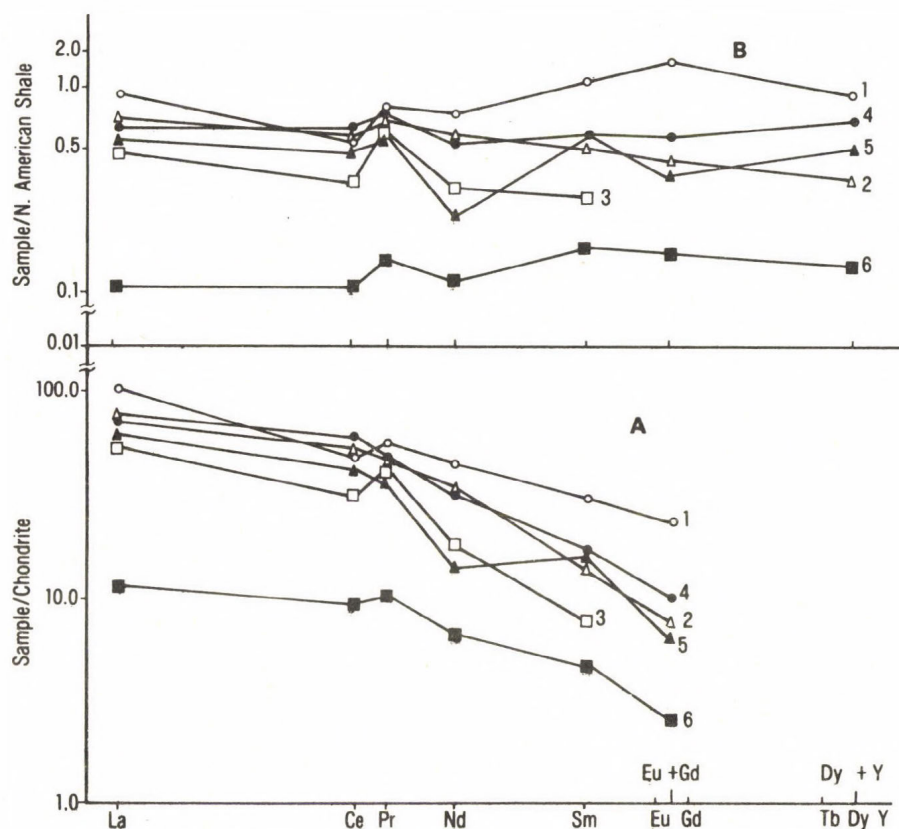 B
2.0
1.0
0.5
0.1
0.01
Sample/N. American Shale
1
4
5
2
3
6
A
100.0
10.0
1.0
Sample/Chondrite
1
4
2
5
3
6
Eu +Gd
Dy + Y
La
Ce
Pr
Nd
Sm
Eu Gd
Tb Dy Y